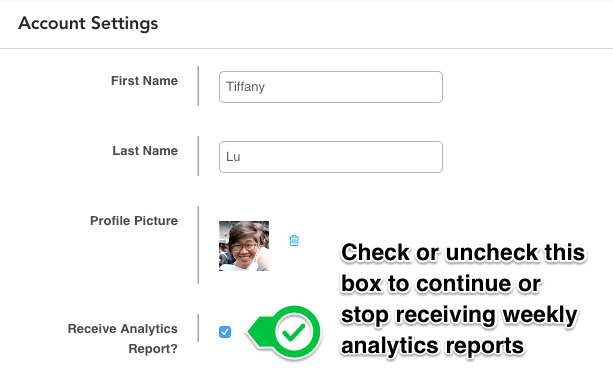 Account Settings
First Name
Tiffany
Last Name
Lu
Profile Picture
Check or uncheck this
box to continue or
stop receiving weekly
analytics reports
Receive Analytics
Report?